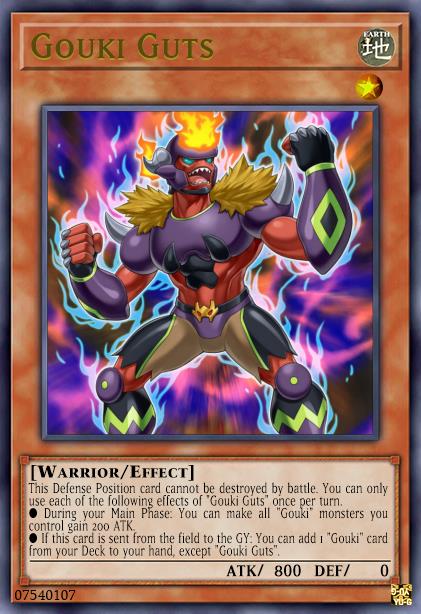 Gouki Guts
EARTH
地
[Warrior/Effect]
This Defense Position card cannot be destroyed by battle. You can only
use each of the following effects of "Gouki Guts" once per turn.
● During your Main Phase: You can make all "Gouki" monsters you
control gain 200 ATK.
● If this card is sent from the field to the GY: You can add 1 "Gouki" card
from your Deck to your hand, except "Gouki Guts".
ATK/ 800 DEF/ 0
07540107